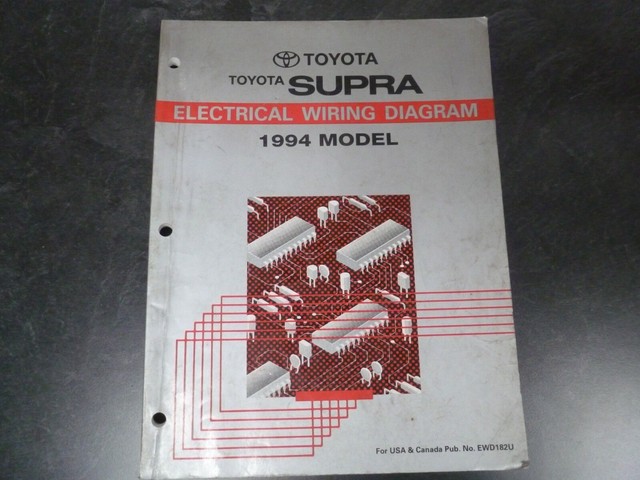 TOYOTA
TOYOTA SUPRA
ELECTRICAL WIRING DIAGRAM
1994 MODEL
For USA & Canada Pub. No. EWD182U